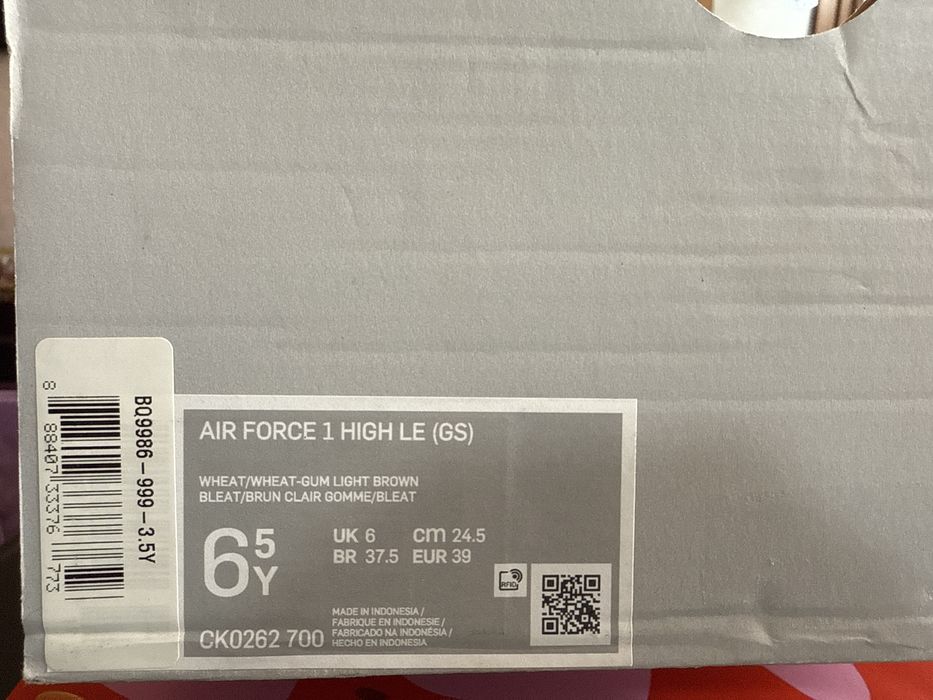 BQ9986-999-3.5Y
8 88407 33376 773
AIR FORCE 1 HIGH LE (GS)
WHEAT/WHEAT-GUM LIGHT BROWN
BLEAT/BRUN CLAIR GOMME/BLEAT
6 5 Y
UK 6 cm 24.5
BR 37.5 EUR 39
RFID
MADE IN INDONESIA /
FABRIQUE EN INDONESIE /
FABRICADO NA INDONÉSIA /
HECHO EN INDONESIA
CK0262 700